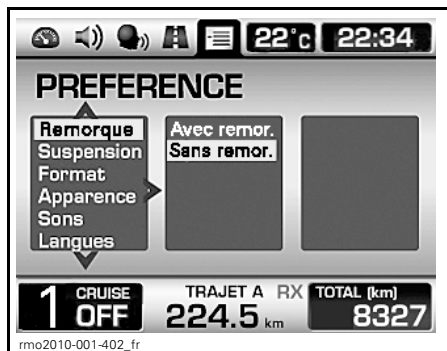 22°c 22:34
PREFERENCE
Remorque
Suspension
Format
Apparence
Sons
Langues
Avec remor.
Sans remor.
1 CRUISE OFF
TRAJET A RX
224.5 km
TOTAL (km)
8327
rmo2010-001-402_fr